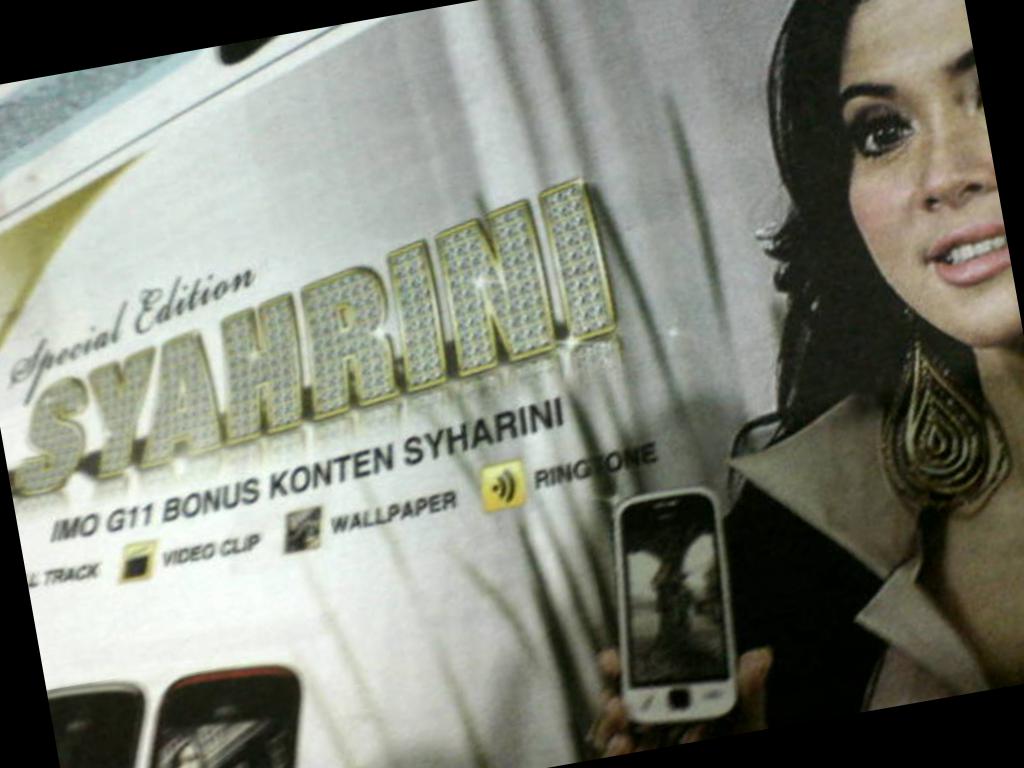 Special Edition
SYAHRINI
IMO G11 BONUS KONTEN SYHARINI
L TRACK VIDEO CLIP WALLPAPER RINGTONE